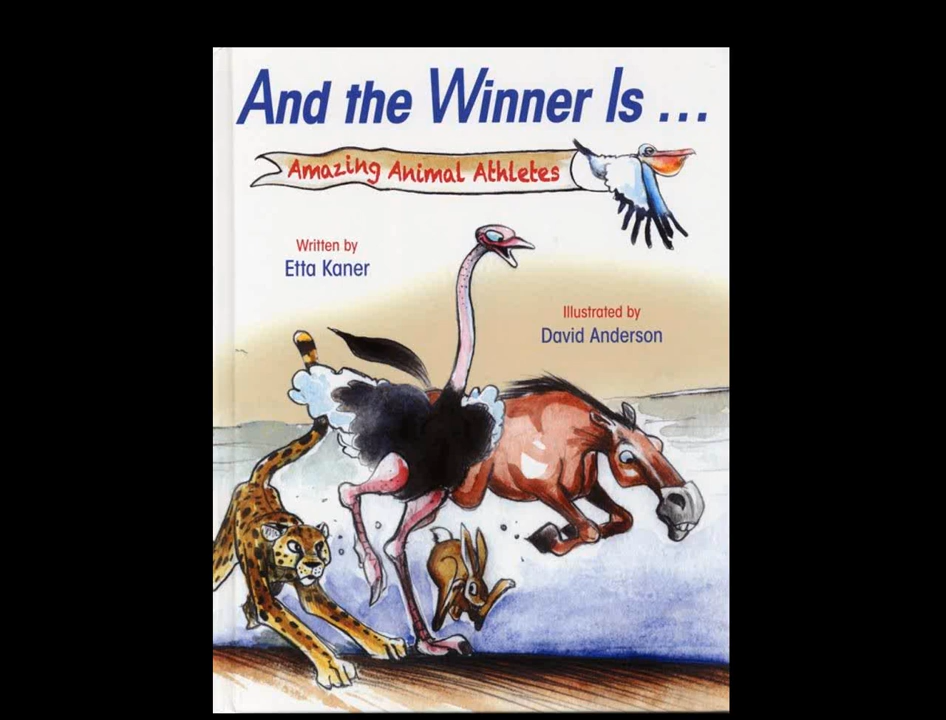 And the Winner Is ...
Amazing Animal Athletes
Written by
Etta Kaner
Illustrated by
David Anderson